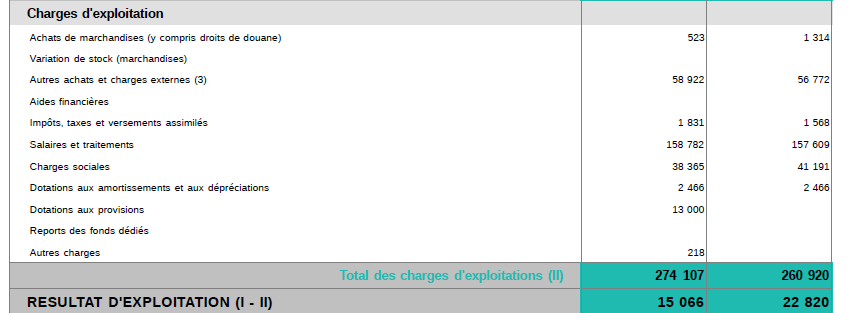 Charges d'exploitation
Achats de marchandises (y compris droits de douane) 523 1 314
Variation de stock (marchandises)
Autres achats et charges externes (3) 58 922 56 772
Aides financières
Impôts, taxes et versements assimilés 1 831 1 568
Salaires et traitements 158 782 157 609
Charges sociales 38 365 41 191
Dotations aux amortissements et aux dépréciations 2 466 2 466
Dotations aux provisions 13 000
Reports des fonds dédiés
Autres charges 218
Total des charges d'exploitations (II) 274 107 260 920
RESULTAT D'EXPLOITATION (I - II) 15 066 22 820